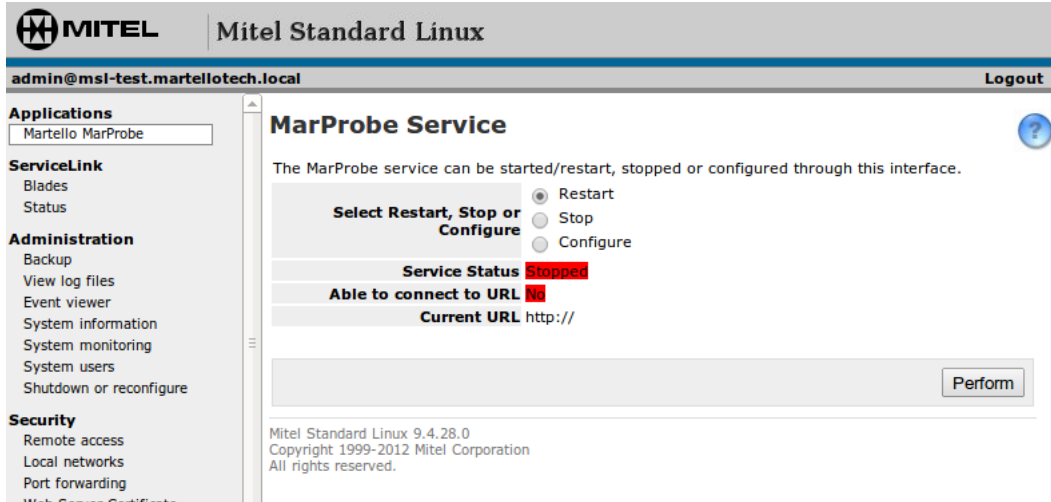 MITEL
Mitel Standard Linux
admin@msl-test.martellotech.local
Logout
Applications
Martello MarProbe
ServiceLink
Blades
Status
Administration
Backup
View log files
Event viewer
System information
System monitoring
System users
Shutdown or reconfigure
Security
Remote access
Local networks
Port forwarding
Web Server Certificate
MarProbe Service
?
The MarProbe service can be started/restart, stopped or configured through this interface.
Select Restart, Stop or
Configure
Restart
Stop
Configure
Service Status Stopped
Able to connect to URL No
Current URL http://
Perform
Mitel Standard Linux 9.4.28.0
Copyright 1999-2012 Mitel Corporation
All rights reserved.